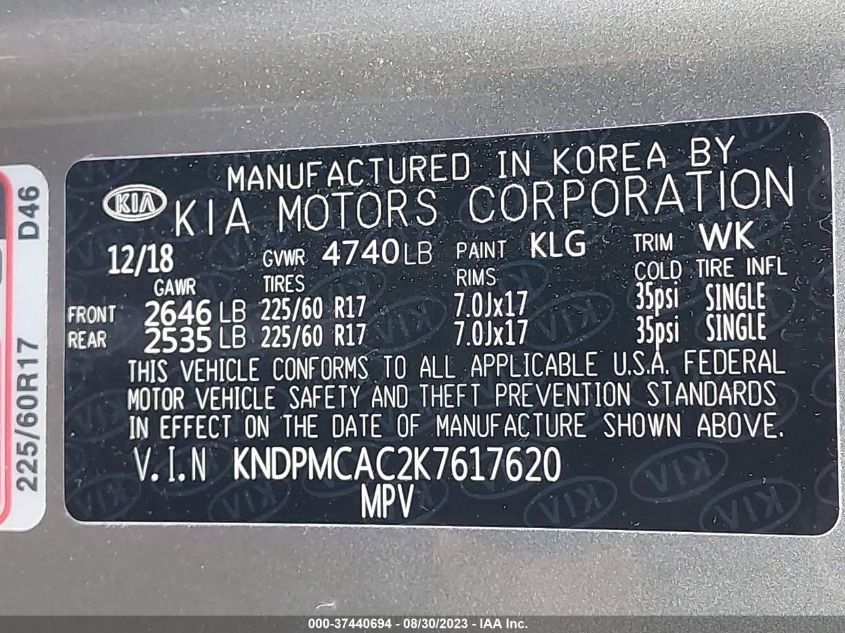 MANUFACTURED IN KOREA BY
KIA KIA MOTORS CORPORATION
12/18 GVWR 4740LB PAINT KLG TRIM WK
GAWR TIRES RIMS COLD TIRE INFL
FRONT 2646 LB 225/60 R17 7.0Jx17 35psi SINGLE
REAR 2535 LB 225/60 R17 7.0Jx17 35psi SINGLE
THIS VEHICLE CONFORMS TO ALL APPLICABLE U.S.A. FEDERAL
MOTOR VEHICLE SAFETY AND THEFT PREVENTION STANDARDS
IN EFFECT ON THE DATE OF MANUFACTURE SHOWN ABOVE.
V.I.N KNDPMCAC2K7617620
MPV
225/60R17 D46
000-37440694 - 08/30/2023 - IAA Inc.